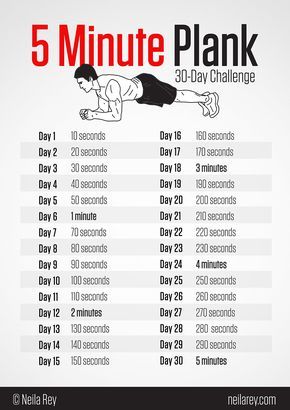 5 Minute Plank
30-Day Challenge
Day 1 10 seconds
Day 2 20 seconds
Day 3 30 seconds
Day 4 40 seconds
Day 5 50 seconds
Day 6 1 minute
Day 7 70 seconds
Day 8 80 seconds
Day 9 90 seconds
Day 10 100 seconds
Day 11 110 seconds
Day 12 2 minutes
Day 13 130 seconds
Day 14 140 seconds
Day 15 150 seconds
Day 16 160 seconds
Day 17 170 seconds
Day 18 3 minutes
Day 19 190 seconds
Day 20 200 seconds
Day 21 210 seconds
Day 22 220 seconds
Day 23 230 seconds
Day 24 4 minutes
Day 25 250 seconds
Day 26 260 seconds
Day 27 270 seconds
Day 28 280 seconds
Day 29 290 seconds
Day 30 5 minutes
© Neila Rey
neilarey.com